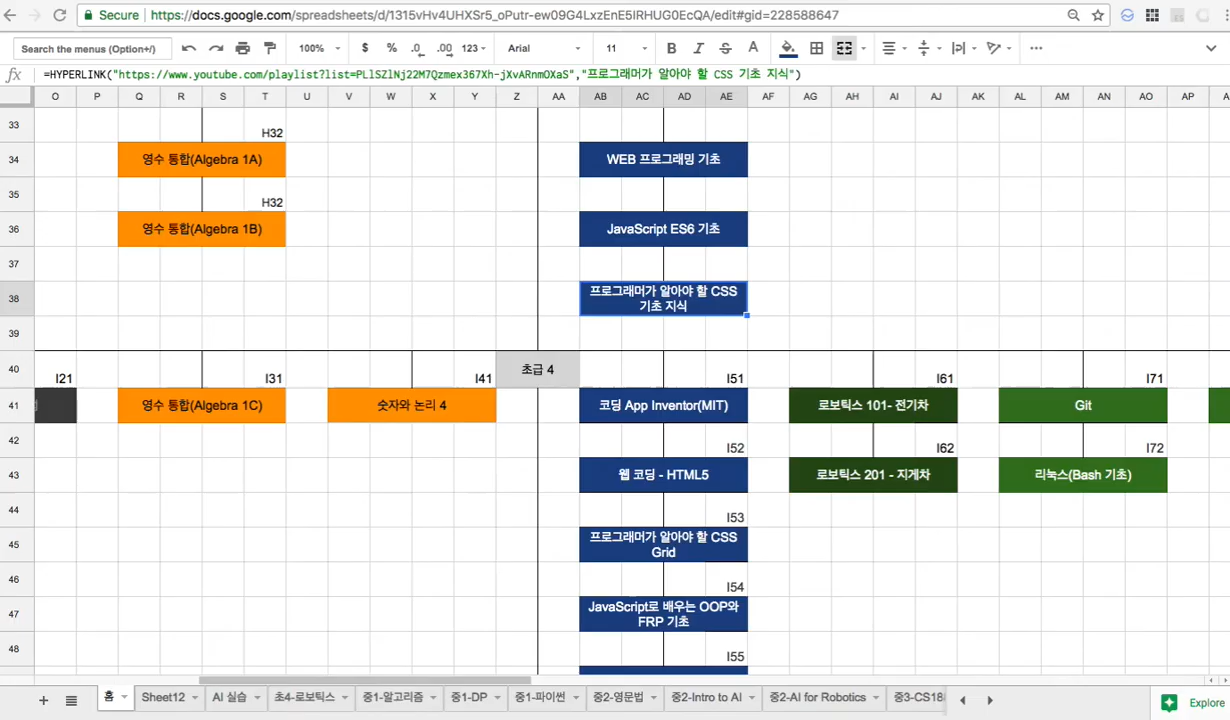 Secure
https://docs.google.com/spreadsheets/d/1315vHv4UHXSr5_oPutr-ew09G4LxzEnE5IRHUG0EcQA/edit#gid=228588647
Search the menus (Option+/)
100%
$
%
.0
.00
123
Arial
11
B
I
S
A
fx
=HYPERLINK("https://www.youtube.com/playlist?list=PLlSZlNj22M7Qzmex367Xh-jXvARnmOXaS","프로그래머가 알아야 할 CSS 기초 지식")
O P Q R S T U V W X Y Z AA AB AC AD AE AF AG AH AI AJ AK AL AM AN AO AP
33
H32
34
영수 통합(Algebra 1A)
WEB 프로그래밍 기초
35
H32
36
영수 통합(Algebra 1B)
JavaScript ES6 기초
37
38
프로그래머가 알아야 할 CSS
기초 지식
39
40
I21
I31
I41
초급 4
I51
I61
I71
41
영수 통합(Algebra 1C)
숫자와 논리 4
코딩 App Inventor(MIT)
로보틱스 101- 전기차
Git
42
I52
I62
I72
43
웹 코딩 - HTML5
로보틱스 201 - 지게차
리눅스(Bash 기초)
44
I53
45
프로그래머가 알아야 할 CSS
Grid
46
I54
47
JavaScript로 배우는 OOP와
FRP 기초
48
I55
홈
Sheet12
AI 실습
초4-로보틱스
중1-알고리즘
중1-DP
중1-파이썬
중2-영문법
중2-Intro to AI
중2-AI for Robotics
중3-CS18
Explore